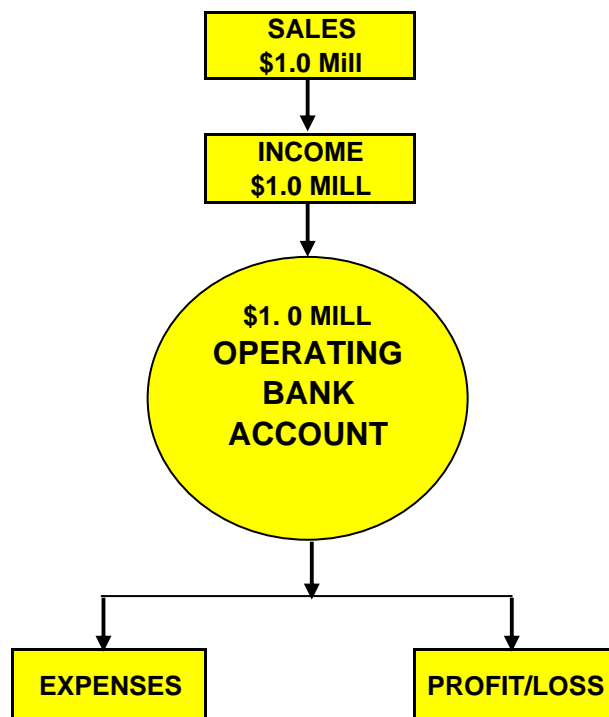 SALES
$1.0 Mill
INCOME
$1.0 MILL
$1. 0 MILL
OPERATING
BANK
ACCOUNT
EXPENSES
PROFIT/LOSS